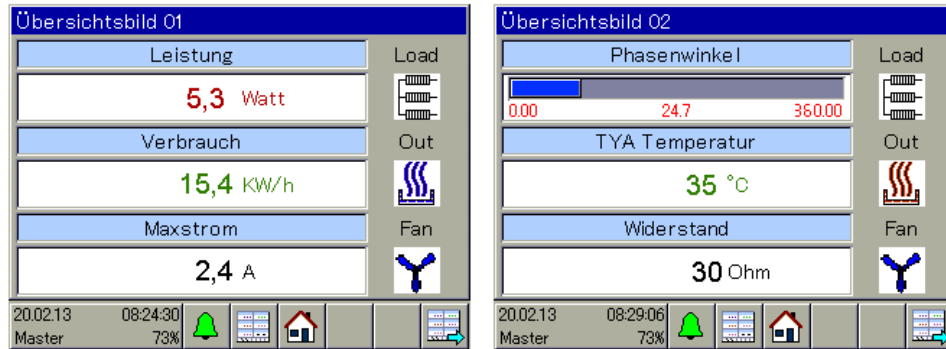 Übersichtsbild 01
Leistung Load
5,3 Watt
Verbrauch Out
15,4 KW/h
Maxstrom Fan
2,4 A
20.02.13 08:24:30
Master 73%
Übersichtsbild 02
Phasenwinkel Load
0.00 24.7 360.00
TYA Temperatur Out
35 °C
Widerstand Fan
30 Ohm
20.02.13 08:29:06
Master 73%